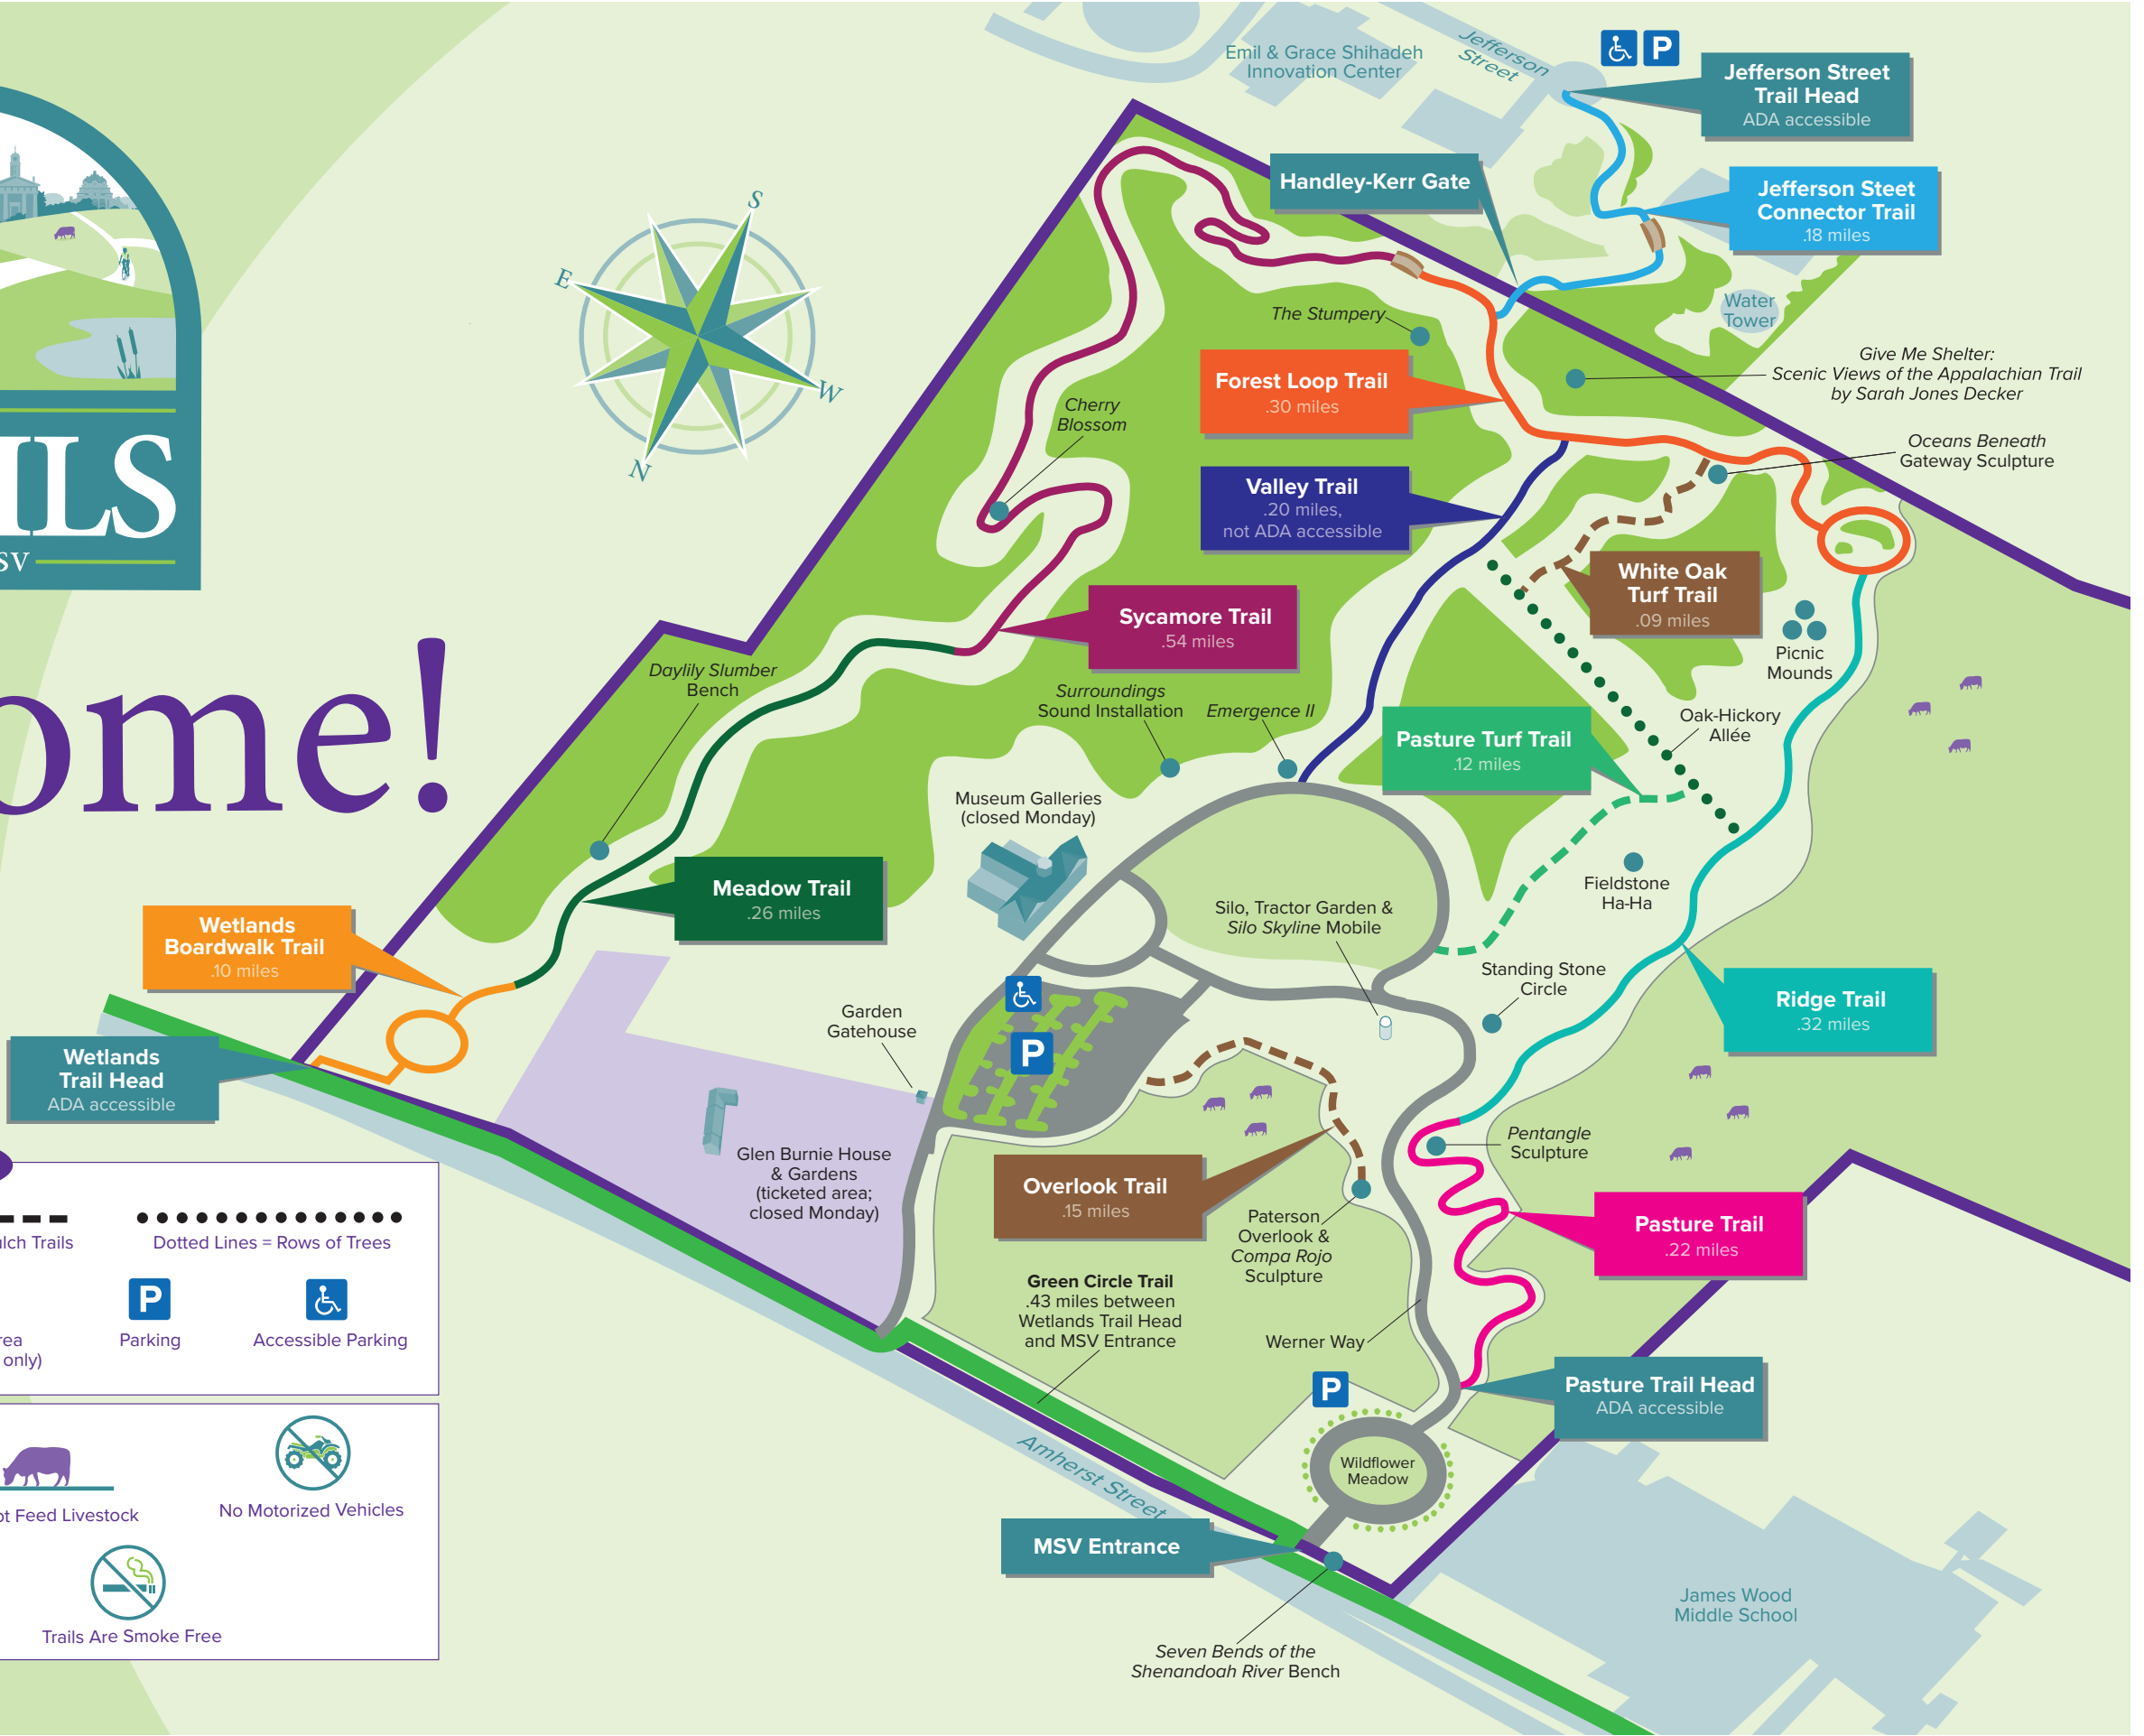 Emil & Grace Shihadeh
Innovation Center
Jefferson
Street
P
Jefferson Street
Trail Head
ADA accessible
Handley-Kerr Gate
Jefferson Steet
Connector Trail
.18 miles
S
E
W
N
The Stumpery
Water
Tower
Give Me Shelter:
Scenic Views of the Appalachian Trail
by Sarah Jones Decker
Forest Loop Trail
.30 miles
Cherry
Blossom
Oceans Beneath
Gateway Sculpture
ILS
SV
Valley Trail
.20 miles,
not ADA accessible
White Oak
Turf Trail
.09 miles
Sycamore Trail
.54 miles
Picnic
Mounds
ome!
Daylily Slumber
Bench
Surroundings
Sound Installation
Emergence II
Oak-Hickory
Allée
Pasture Turf Trail
.12 miles
Museum Galleries
(closed Monday)
Meadow Trail
.26 miles
Fieldstone
Ha-Ha
Silo, Tractor Garden &
Silo Skyline Mobile
Wetlands
Boardwalk Trail
.10 miles
Standing Stone
Circle
Ridge Trail
.32 miles
Garden
Gatehouse
P
Wetlands
Trail Head
ADA accessible
Glen Burnie House
& Gardens
(ticketed area;
closed Monday)
Pentangle
Sculpture
Overlook Trail
.15 miles
Paterson
Overlook &
Compa Rojo
Sculpture
Pasture Trail
.22 miles
lch Trails
Dotted Lines = Rows of Trees
P
rea
only)
Parking
Accessible Parking
Green Circle Trail
.43 miles between
Wetlands Trail Head
and MSV Entrance
Werner Way
P
Pasture Trail Head
ADA accessible
Wildflower
Meadow
Amherst Street
ot Feed Livestock
No Motorized Vehicles
MSV Entrance
Trails Are Smoke Free
James Wood
Middle School
Seven Bends of the
Shenandoah River Bench